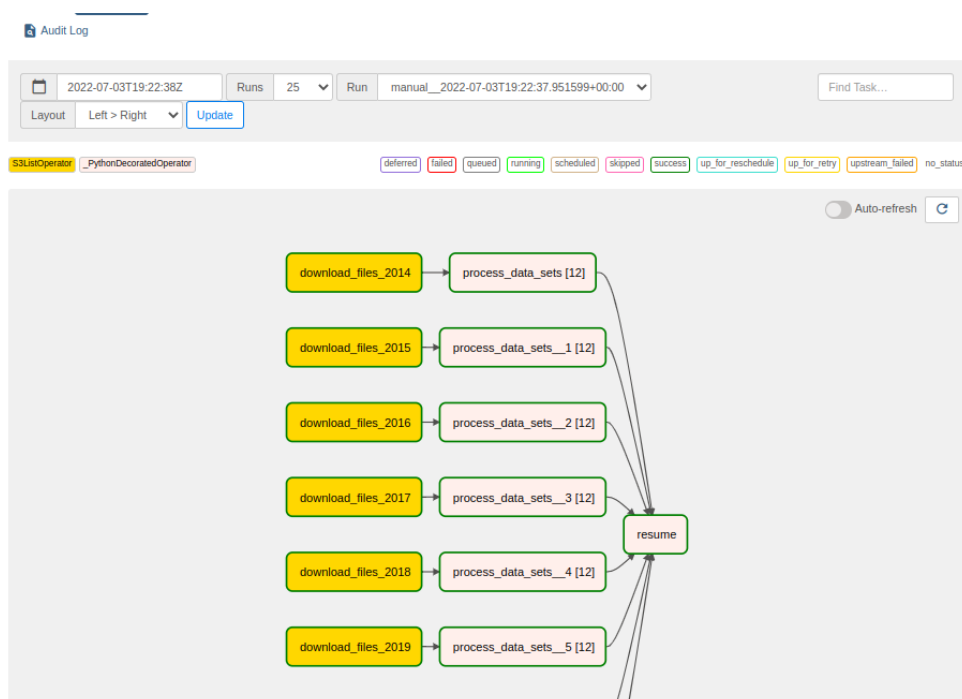 Audit Log
2022-07-03T19:22:38Z Runs 25 Run manual__2022-07-03T19:22:37.951599+00:00 Find Task...
Layout Left > Right Update
S3ListOperator _PythonDecoratedOperator deferred failed queued running scheduled skipped success up_for_reschedule up_for_retry upstream_failed no_status
Auto-refresh
download_files_2014 process_data_sets [12]
download_files_2015 process_data_sets__1 [12]
download_files_2016 process_data_sets__2 [12]
download_files_2017 process_data_sets__3 [12]
resume
download_files_2018 process_data_sets__4 [12]
download_files_2019 process_data_sets__5 [12]